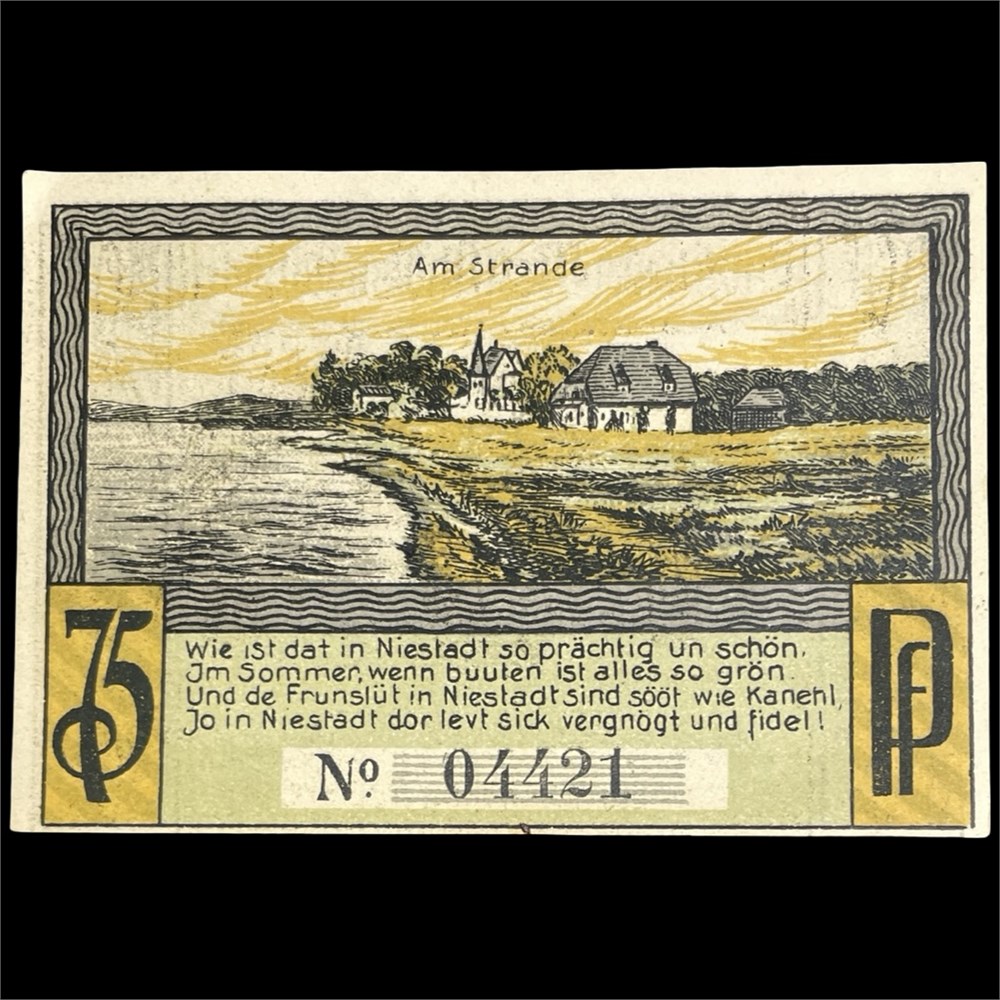 Am Strande
75
Pf
Wie ist dat in Niestadt so prächtig un schön,
Im Sommer, wenn buuten ist alles so grön.
Und de Frunslüt in Niestadt sind sööt wie Kanehl,
Jo in Niestadt dor levt sick vergnögt und fidel!
No. 04421